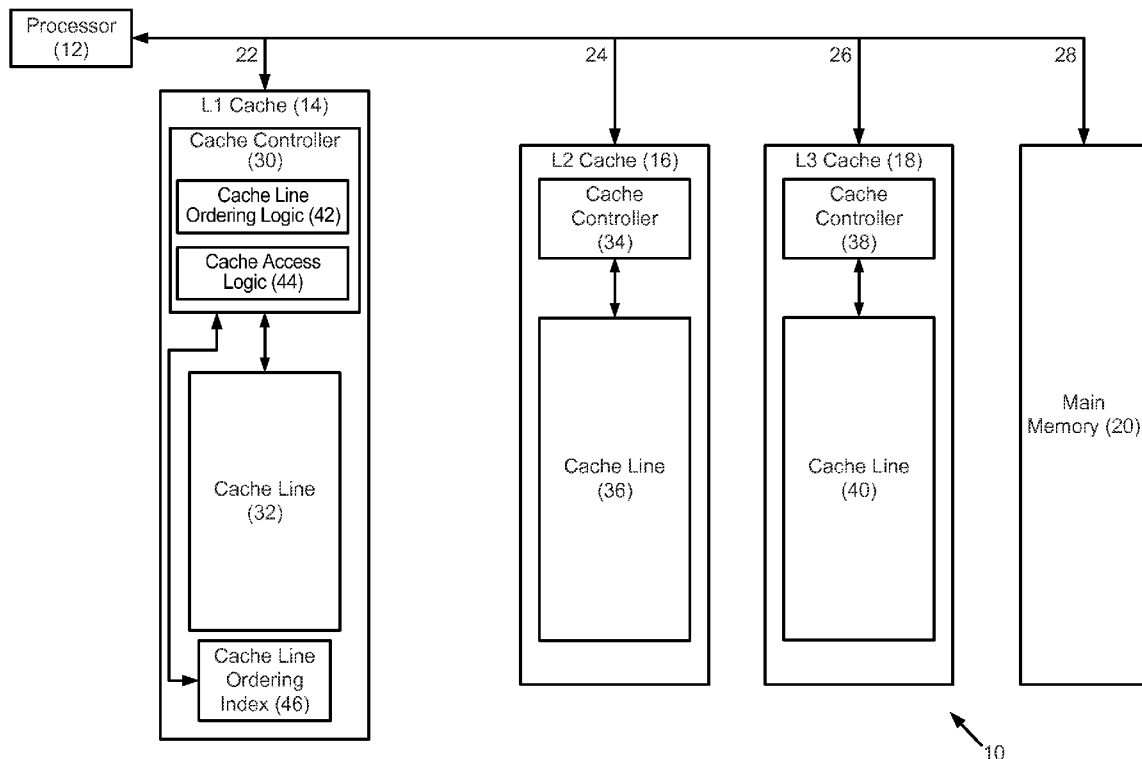 Processor
(12)
22
24
26
28
L1 Cache (14)
Cache Controller
(30)
Cache Line
Ordering Logic (42)
Cache Access
Logic (44)
Cache Line
(32)
Cache Line
Ordering
Index (46)
L2 Cache (16)
Cache
Controller
(34)
Cache Line
(36)
L3 Cache (18)
Cache
Controller
(38)
Cache Line
(40)
Main
Memory (20)
10